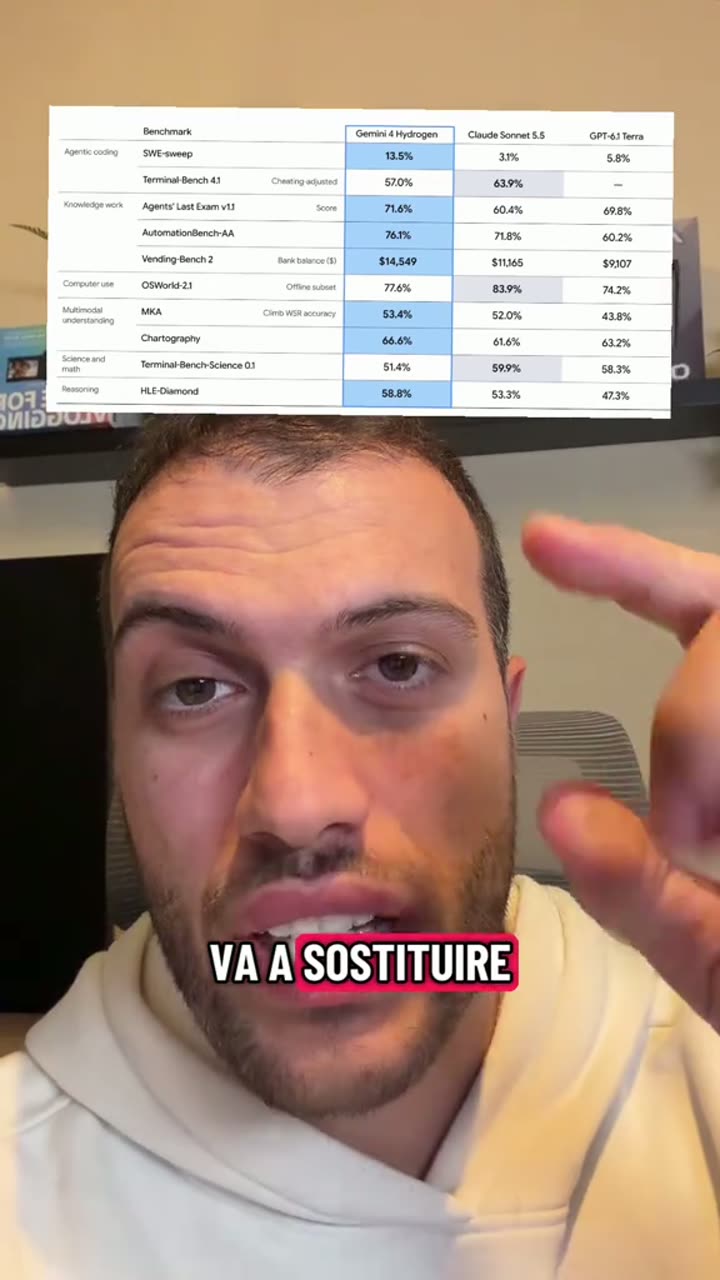 Benchmark Gemini 4 Hydrogen Claude Sonnet 5.5 GPT-6.1 Terra
Agentic coding SWE-sweep 13.5% 3.1% 5.8%
Terminal-Bench 4.1 Cheating-adjusted 57.0% 63.9% —
Knowledge work Agents' Last Exam v1.1 Score 71.6% 60.4% 69.8%
AutomationBench-AA 76.1% 71.8% 60.2%
Vending-Bench 2 Bank balance ($) $14,549 $11,165 $9,107
Computer use OSWorld-2.1 Offline subset 77.6% 83.9% 74.2%
Multimodal understanding MKA Climb WSR accuracy 53.4% 52.0% 43.8%
Chartography 66.6% 61.6% 63.2%
Science and math Terminal-Bench-Science 0.1 51.4% 59.9% 58.3%
Reasoning HLE-Diamond 58.8% 53.3% 47.3%
VLOGGING
VA A SOSTITUIRE